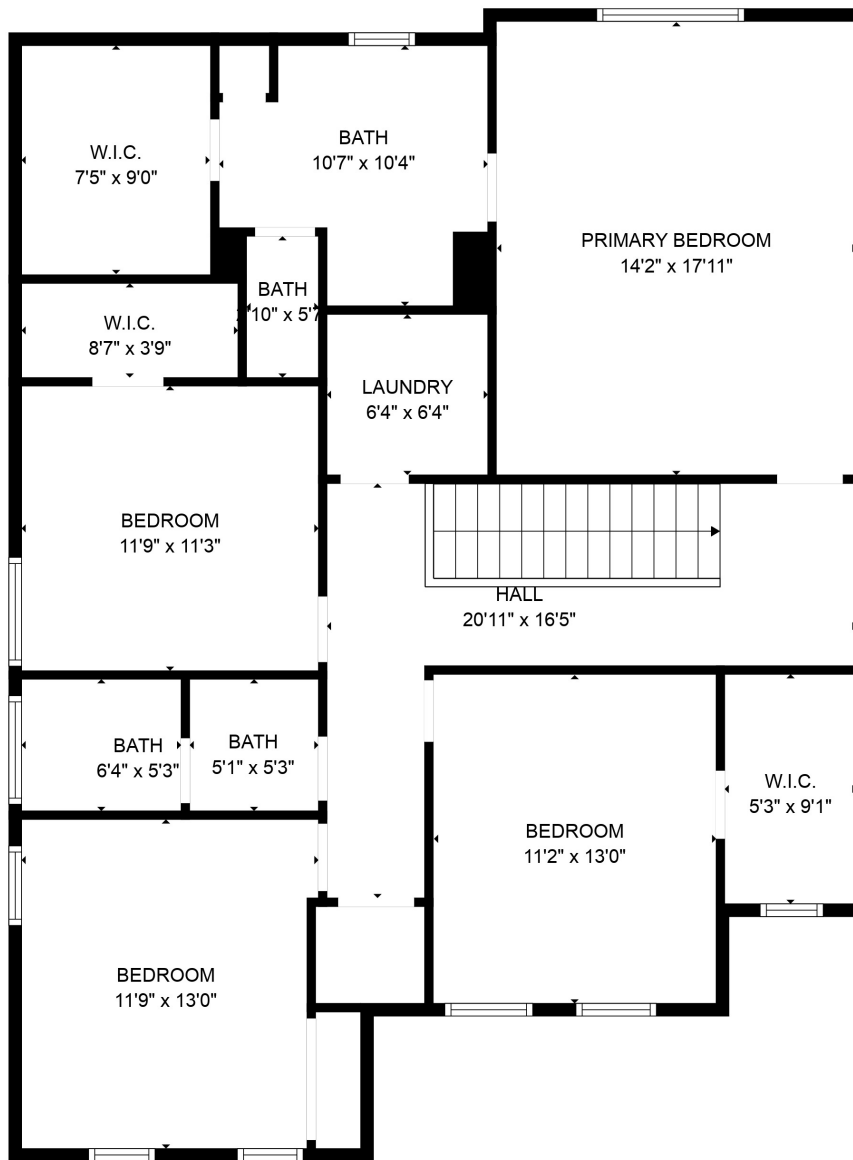 W.I.C.
7'5" x 9'0"
BATH
10'7" x 10'4"
PRIMARY BEDROOM
14'2" x 17'11"
BATH
10" x 5'7
W.I.C.
8'7" x 3'9"
LAUNDRY
6'4" x 6'4"
BEDROOM
11'9" x 11'3"
HALL
20'11" x 16'5"
BATH
6'4" x 5'3"
BATH
5'1" x 5'3"
W.I.C.
5'3" x 9'1"
BEDROOM
11'2" x 13'0"
BEDROOM
11'9" x 13'0"